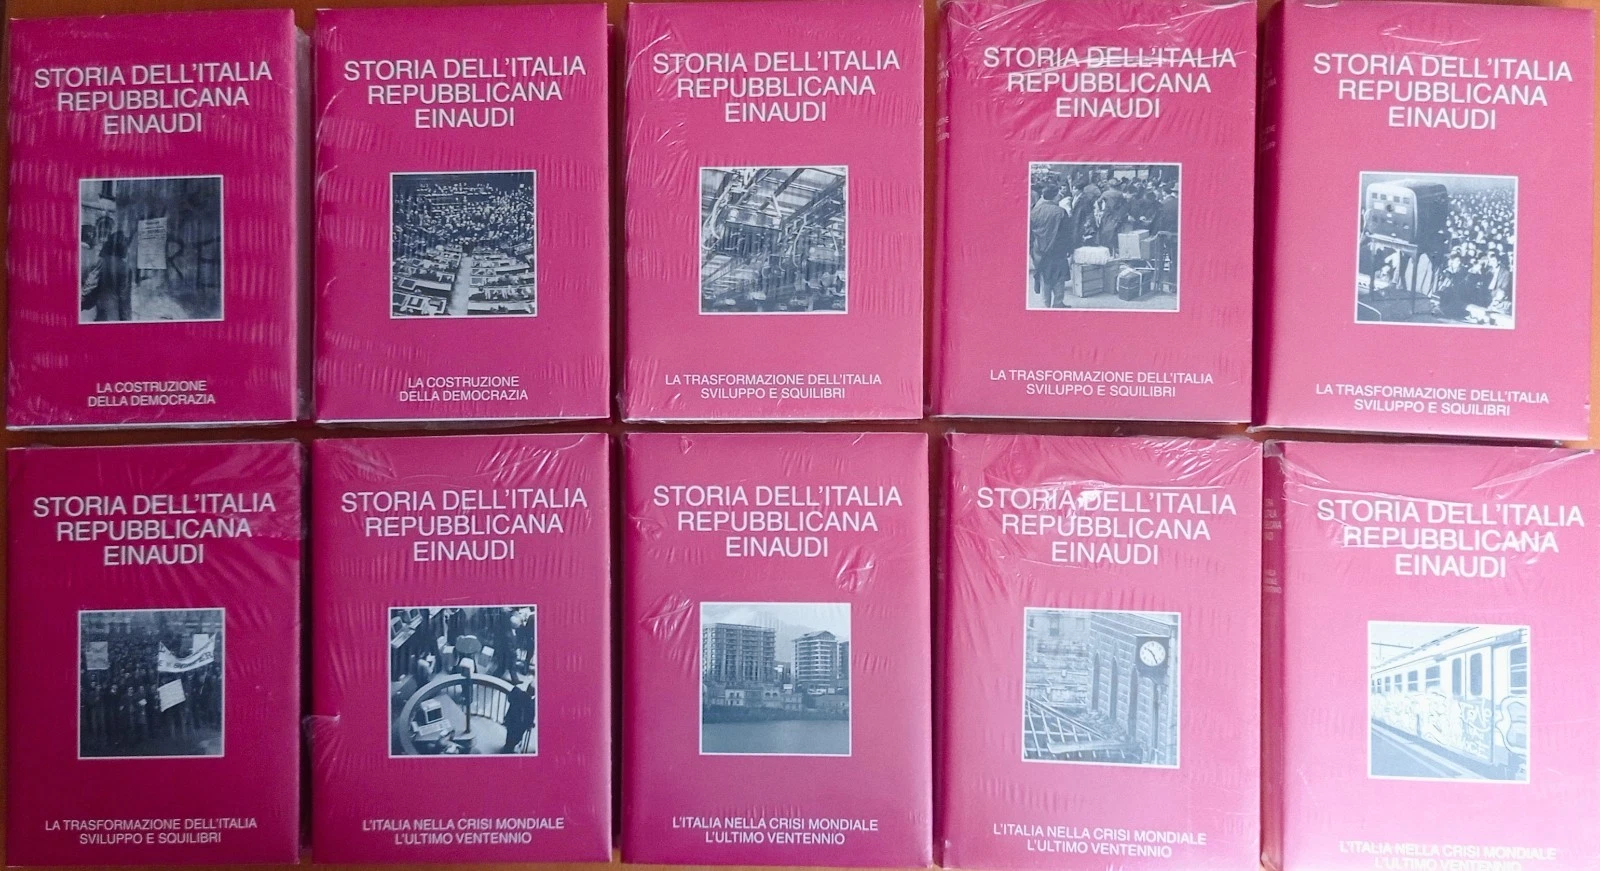 STORIA DELL'ITALIA
REPUBBLICANA
EINAUDI
LA COSTRUZIONE
DELLA DEMOCRAZIA
STORIA DELL'ITALIA
REPUBBLICANA
EINAUDI
LA COSTRUZIONE
DELLA DEMOCRAZIA
STORIA DELL'ITALIA
REPUBBLICANA
EINAUDI
LA TRASFORMAZIONE DELL'ITALIA
SVILUPPO E SQUILIBRI
STORIA DELL'ITALIA
REPUBBLICANA
EINAUDI
LA TRASFORMAZIONE DELL'ITALIA
SVILUPPO E SQUILIBRI
STORIA DELL'ITALIA
REPUBBLICANA
EINAUDI
LA TRASFORMAZIONE DELL'ITALIA
SVILUPPO E SQUILIBRI
STORIA DELL'ITALIA
REPUBBLICANA
EINAUDI
LA TRASFORMAZIONE DELL'ITALIA
SVILUPPO E SQUILIBRI
STORIA DELL'ITALIA
REPUBBLICANA
EINAUDI
L'ITALIA NELLA CRISI MONDIALE
L'ULTIMO VENTENNIO
STORIA DELL'ITALIA
REPUBBLICANA
EINAUDI
L'ITALIA NELLA CRISI MONDIALE
L'ULTIMO VENTENNIO
STORIA DELL'ITALIA
REPUBBLICANA
EINAUDI
L'ITALIA NELLA CRISI MONDIALE
L'ULTIMO VENTENNIO
STORIA DELL'ITALIA
REPUBBLICANA
EINAUDI
L'ITALIA NELLA CRISI MONDIALE
L'ULTIMO VENTENNIO